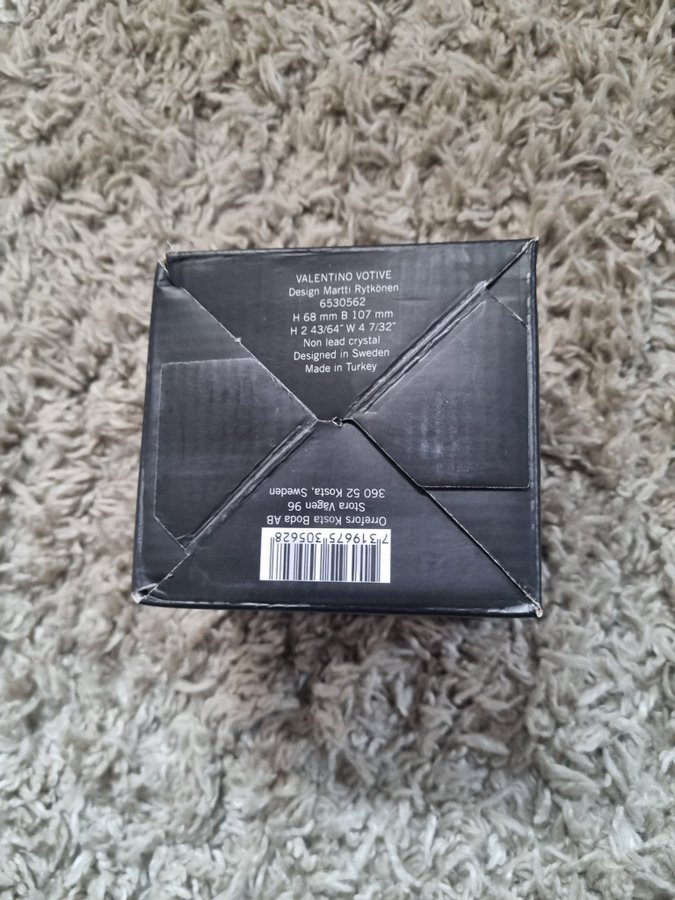 VALENTINO VOTIVE
Design Martti Rytkönen
6530562
H 68 mm B 107 mm
H 2 43/64" W 4 7/32"
Non lead crystal
Designed in Sweden
Made in Turkey
Orrefors Kosta Boda AB
Stora Vägen 96
360 52 Kosta, Sweden
7 319675 305628